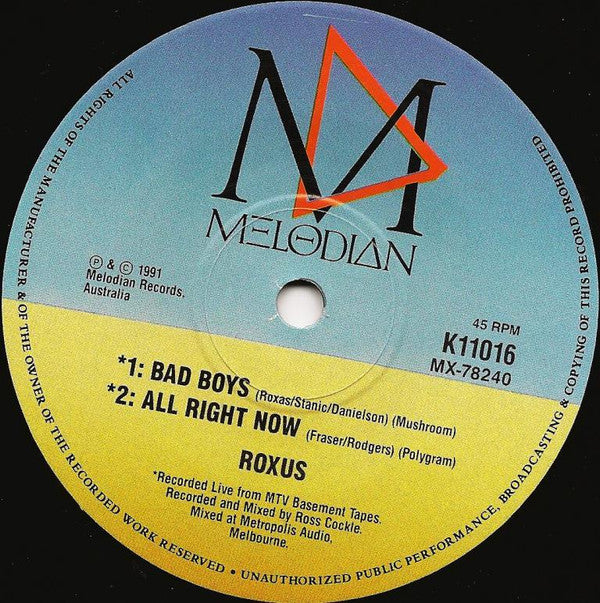 M
MELODIAN
℗ & © 1991
Melodian Records,
Australia
45 RPM
K11016
MX-78240
*1: BAD BOYS (Roxas/Stanic/Danielson) (Mushroom)
*2: ALL RIGHT NOW (Fraser/Rodgers) (Polygram)
ROXUS
*Recorded Live from MTV Basement Tapes.
Recorded and Mixed by Ross Cockle.
Mixed at Metropolis Audio,
Melbourne.
ALL RIGHTS OF THE MANUFACTURER & OF THE OWNER OF THE RECORDED WORK RESERVED • UNAUTHORIZED PUBLIC PERFORMANCE, BROADCASTING & COPYING OF THIS RECORD PROHIBITED